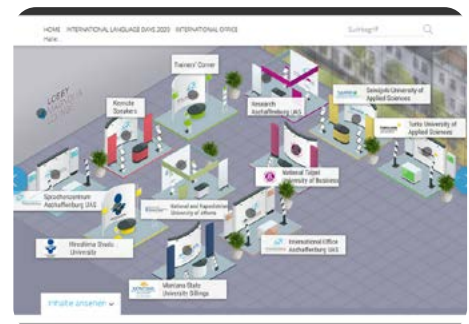 HOME INTERNATIONAL LANGUAGE DAYS 2020 INTERNATIONAL OFFICE
Suchbegriff
LOBBY
Trainers' Corner
Keynote
Speakers
Research
Aschaffenburg UAS
Seinäjoki University of
Applied Sciences
Turku University of
Applied Sciences
National Taipei
University of Business
Sprachenzentrum
Aschaffenburg UAS
National and Kapodistrian
University of Athens
Hiroshima Shudo
University
International Office
Aschaffenburg UAS
Montana State
University Billings
Inhalte ansehen